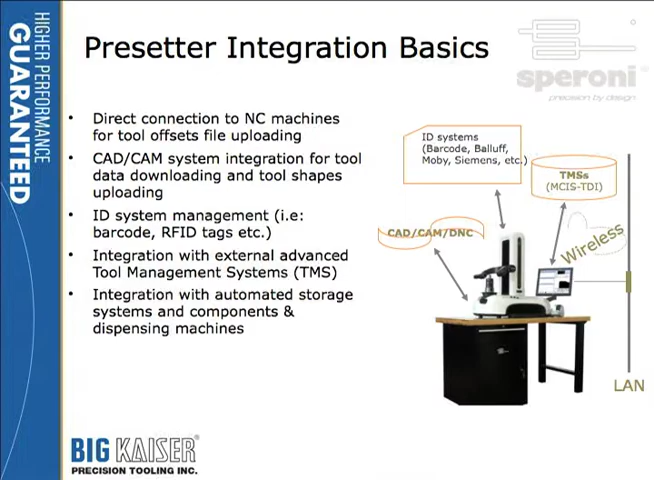 HIGHER PERFORMANCE
GUARANTEED
Presetter Integration Basics
speroni®
precision by design
• Direct connection to NC machines
for tool offsets file uploading
• CAD/CAM system integration for tool
data downloading and tool shapes
uploading
• ID system management (i.e:
barcode, RFID tags etc.)
• Integration with external advanced
Tool Management Systems (TMS)
• Integration with automated storage
systems and components &
dispensing machines
ID systems
(Barcode, Balluff,
Moby, Siemens, etc.)
TMSs
(MCIS-TDI)
CAD/CAM/DNC
Wireless
LAN
BIG KAISER®
PRECISION TOOLING INC.